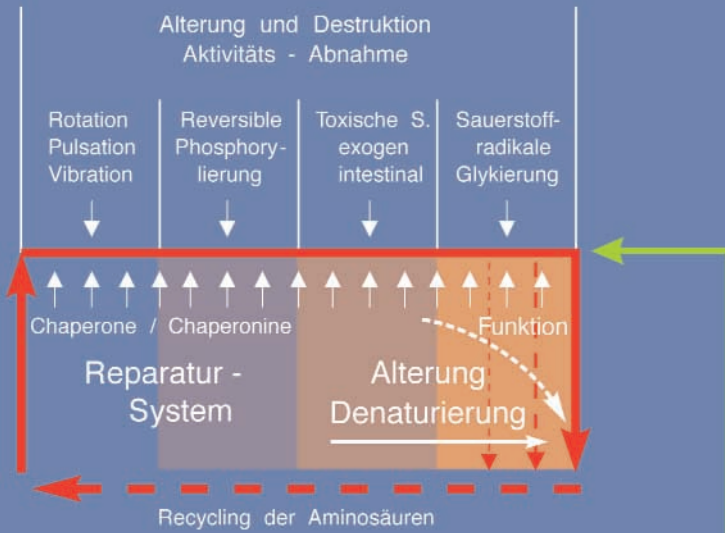 Alterung und Destruktion
Aktivitäts - Abnahme
Rotation
Pulsation
Vibration
Reversible
Phosphory-
lierung
Toxische S.
exogen
intestinal
Sauerstoff-
radikale
Glykierung
Chaperone / Chaperonine
Funktion
Reparatur -
System
Alterung
Denaturierung
Recycling der Aminosäuren